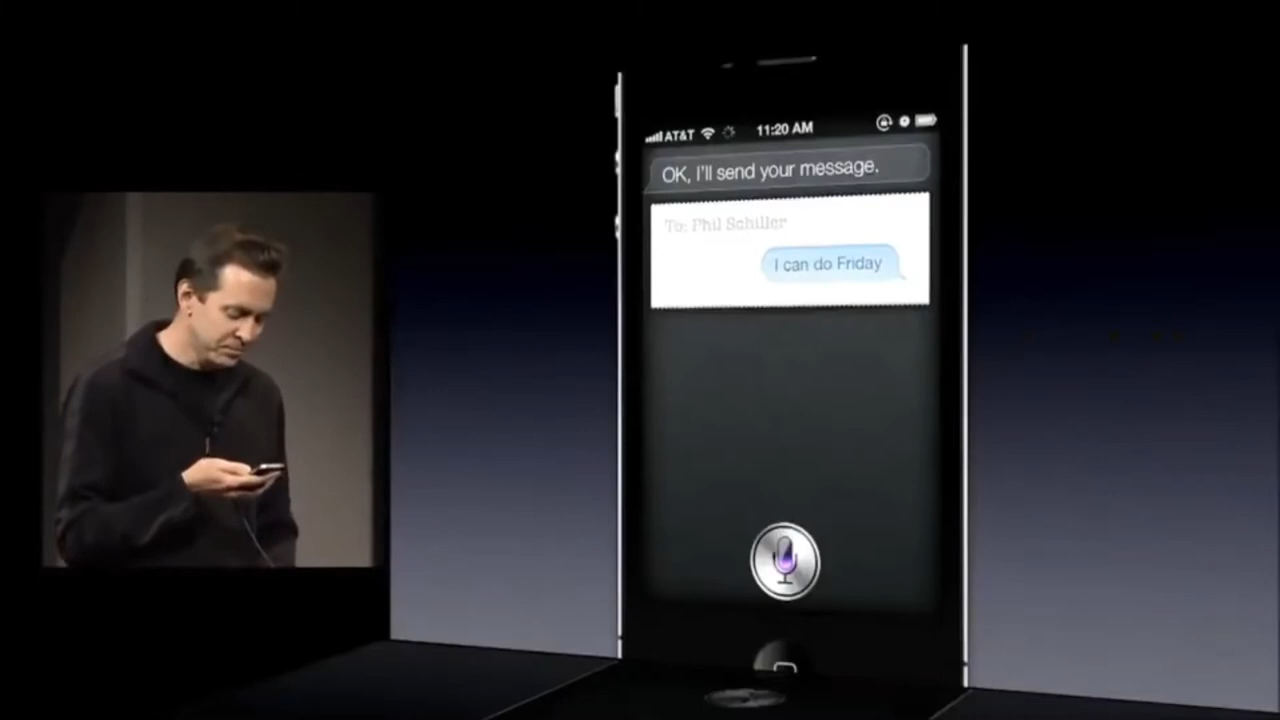 AT&T 11:20 AM
OK, I'll send your message.
To: Phil Schiller
I can do Friday